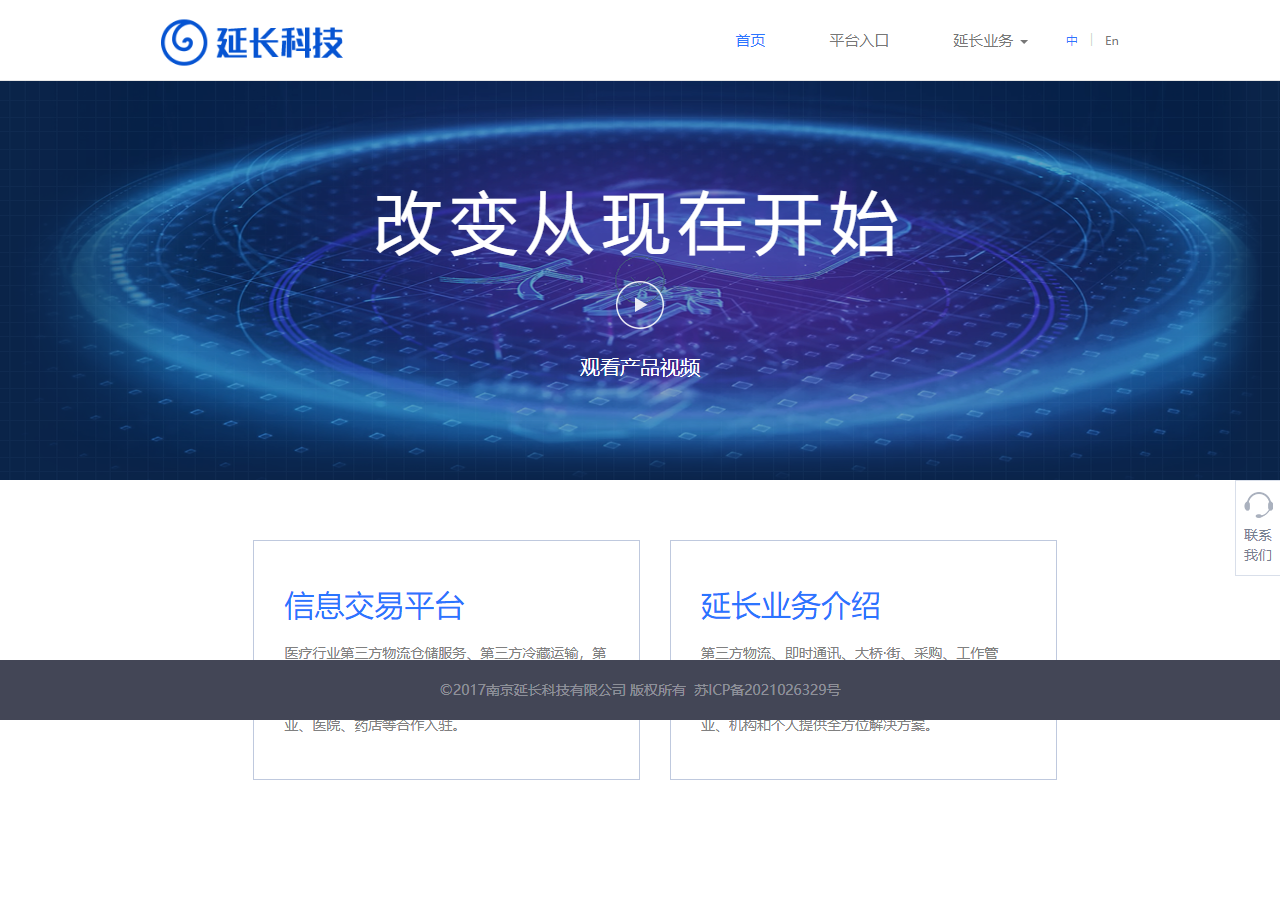 延长科技
首页 平台入口 延长业务 中 En
改变从现在开始
观看产品视频
联系
我们
信息交易平台
医疗行业第三方物流仓储服务、第三方冷藏运输，第
业、医院、药店等合作入驻。
延长业务介绍
第三方物流、即时通讯、大桥·街、采购、工作管
业、机构和个人提供全方位解决方案。
©2017南京延长科技有限公司 版权所有 苏ICP备2021026329号